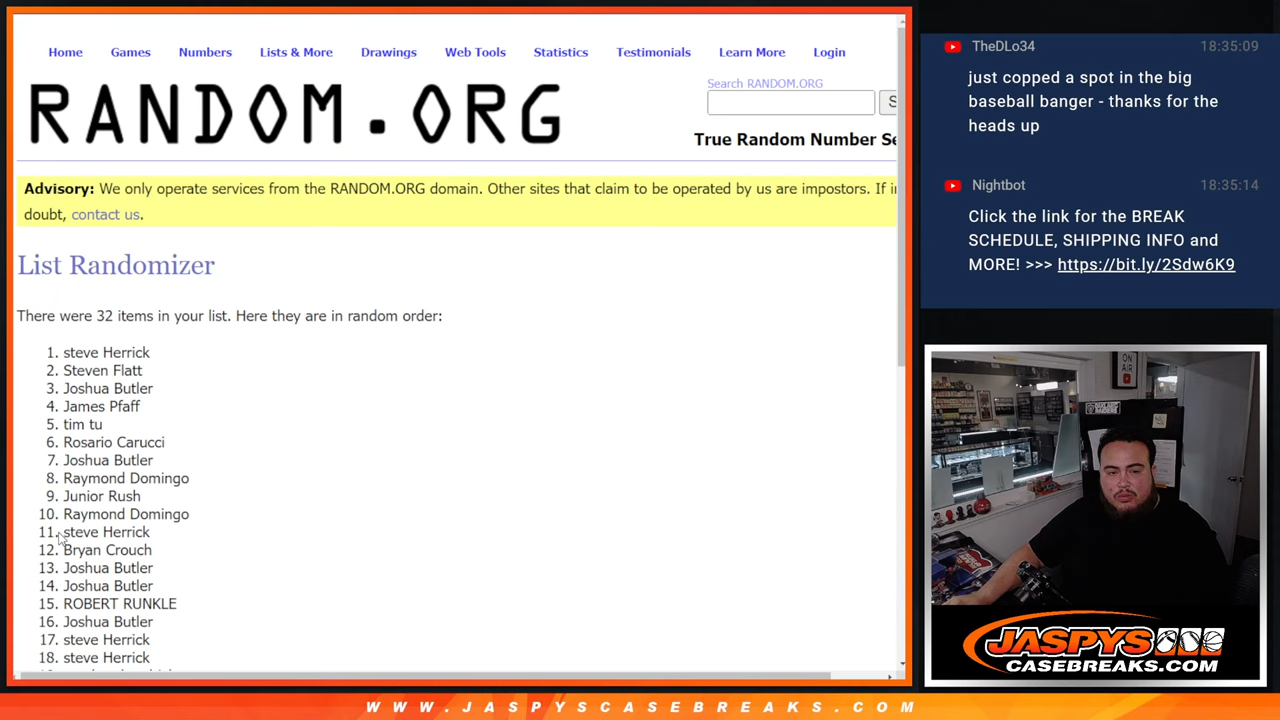 Home Games Numbers Lists & More Drawings Web Tools Statistics Testimonials Learn More Login
RANDOM.ORG
Search RANDOM.ORG
S
True Random Number Se
Advisory: We only operate services from the RANDOM.ORG domain. Other sites that claim to be operated by us are impostors. If in
doubt, contact us.
List Randomizer
There were 32 items in your list. Here they are in random order:
1. steve Herrick
2. Steven Flatt
3. Joshua Butler
4. James Pfaff
5. tim tu
6. Rosario Carucci
7. Joshua Butler
8. Raymond Domingo
9. Junior Rush
10. Raymond Domingo
11. steve Herrick
12. Bryan Crouch
13. Joshua Butler
14. Joshua Butler
15. ROBERT RUNKLE
16. Joshua Butler
17. steve Herrick
18. steve Herrick
TheDLo34 18:35:09
just copped a spot in the big
baseball banger - thanks for the
heads up
Nightbot 18:35:14
Click the link for the BREAK
SCHEDULE, SHIPPING INFO and
MORE! >>> https://bit.ly/2Sdw6K9
ON
AIR
JASPYS
CASEBREAKS.COM
WWW.JASPYSCASEBREAKS.COM